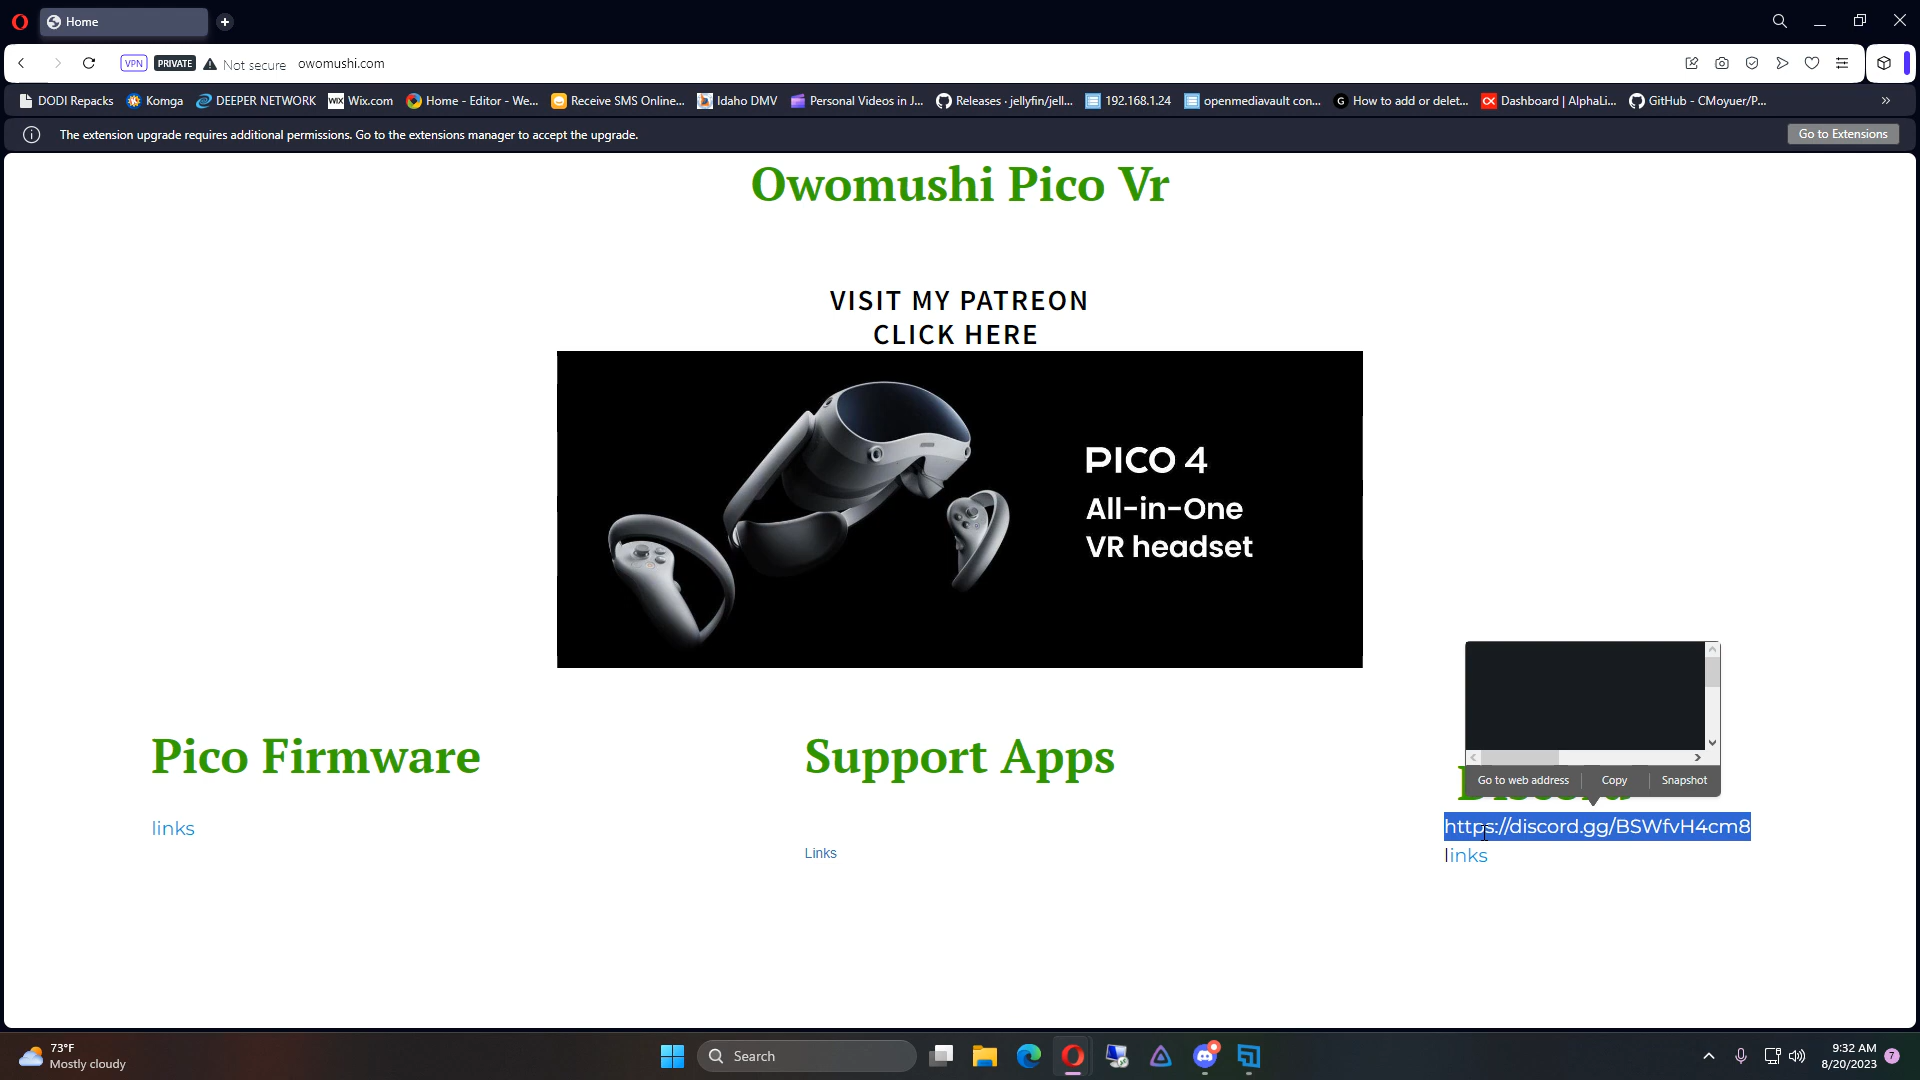 Home
VPN PRIVATE Not secure owomushi.com
DODI Repacks Komga DEEPER NETWORK WIX Wix.com Home - Editor - We... Receive SMS Online... Idaho DMV Personal Videos in J... Releases · jellyfin/jell... 192.168.1.24 openmediavault con... G How to add or delet... Dashboard | AlphaLi... GitHub - CMoyuer/P...
The extension upgrade requires additional permissions. Go to the extensions manager to accept the upgrade. Go to Extensions
Owomushi Pico Vr
VISIT MY PATREON
CLICK HERE
PICO 4
All-in-One
VR headset
Pico Firmware
links
Support Apps
Links
Go to web address Copy Snapshot
https://discord.gg/BSWfvH4cm8
links
73°F
Mostly cloudy
Search
9:32 AM
8/20/2023
7